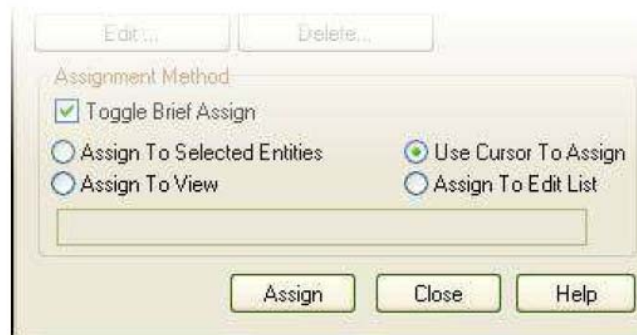 Edit... Delete...
Assignment Method
Toggle Brief Assign
Assign To Selected Entities Use Cursor To Assign
Assign To View Assign To Edit List
Assign Close Help